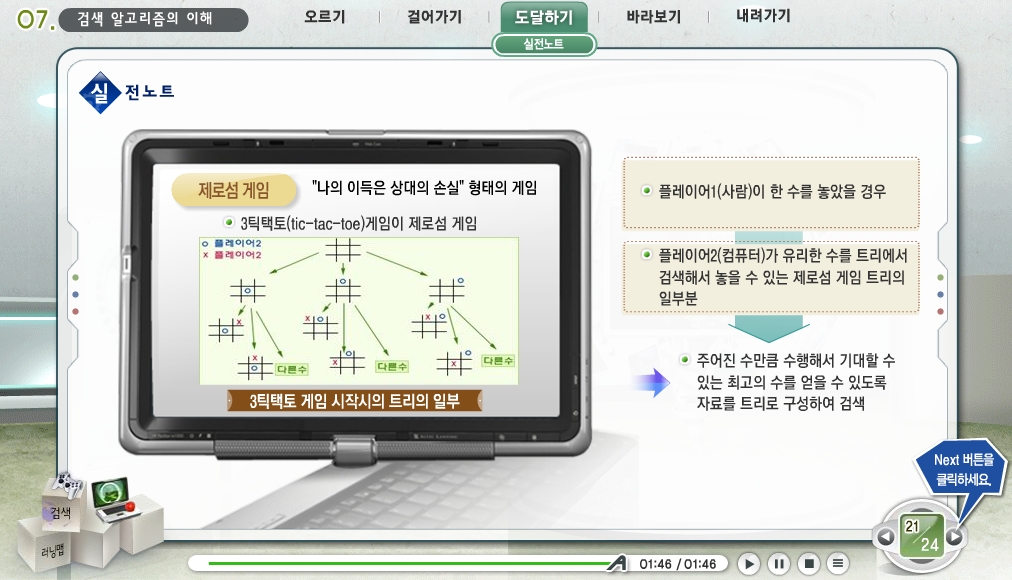 07. 검색 알고리즘의 이해
오르기 걸어가기 도달하기 바라보기 내려가기
실전노트
실전노트
제로섬 게임 "나의 이득은 상대의 손실" 형태의 게임
3틱택토(tic-tac-toe)게임이 제로섬 게임
o 플레이어2
x 플레이어2
다른수
다른수
다른수
3틱택토 게임 시작시의 트리의 일부
플레이어1(사람)이 한 수를 놓았을 경우
플레이어2(컴퓨터)가 유리한 수를 트리에서
검색해서 놓을 수 있는 제로섬 게임 트리의
일부분
주어진 수만큼 수행해서 기대할 수
있는 최고의 수를 얻을 수 있도록
자료를 트리로 구성하여 검색
Next 버튼을
클릭하세요.
검색
러닝맵
21
24
01:46 / 01:46